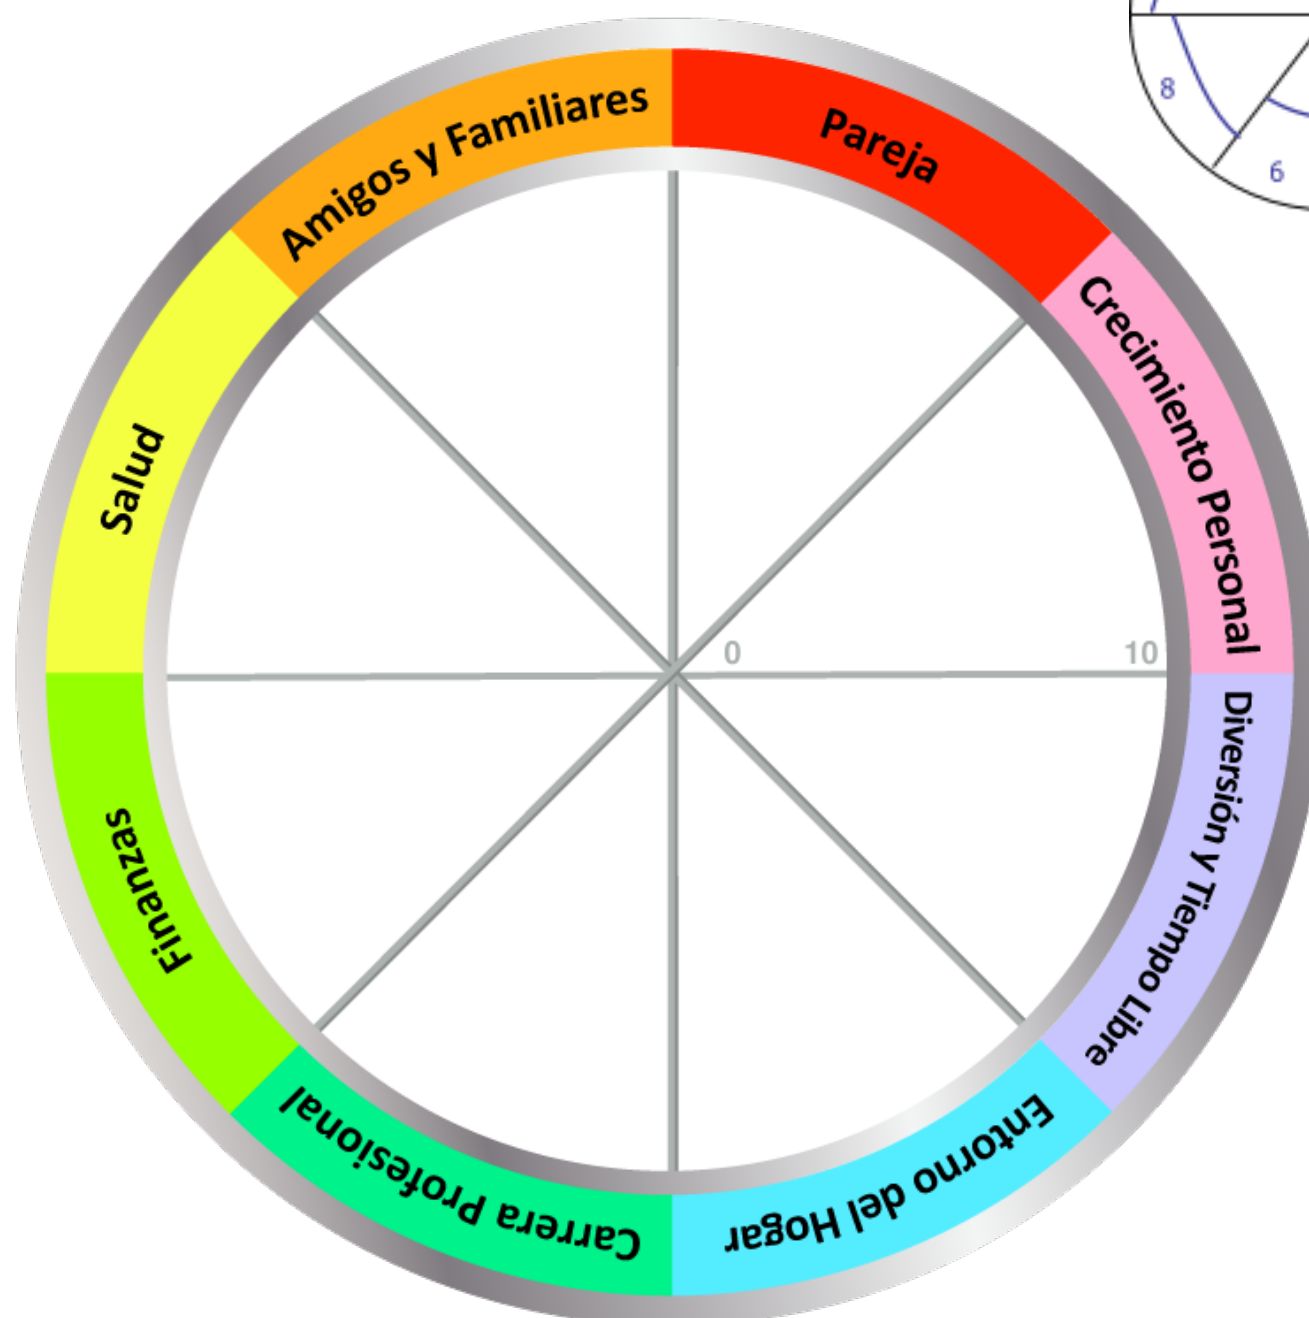 Pareja
Crecimiento Personal
Diversión y Tiempo Libre
Entorno del Hogar
Carrera Profesional
Finanzas
Salud
Amigos y Familiares
0
10
8
6